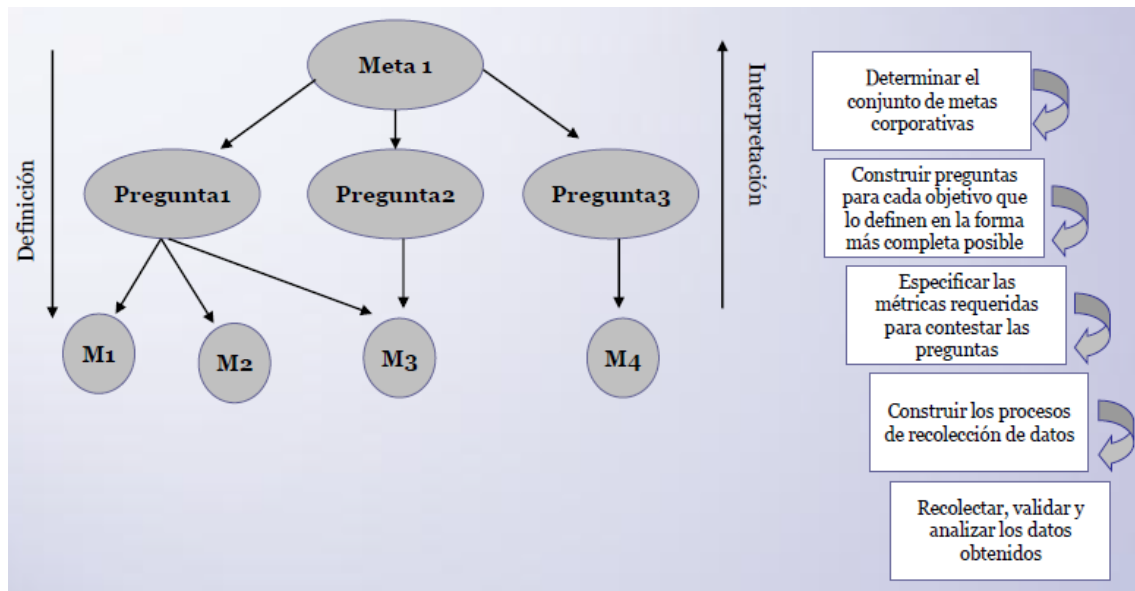 Meta 1
Definición
Interpretación
Pregunta1
Pregunta2
Pregunta3
M1
M2
M3
M4
Determinar el
conjunto de metas
corporativas
Construir preguntas
para cada objetivo que
lo definen en la forma
más completa posible
Especificar las
métricas requeridas
para contestar las
preguntas
Construir los procesos
de recolección de datos
Recolectar, validar y
analizar los datos
obtenidos